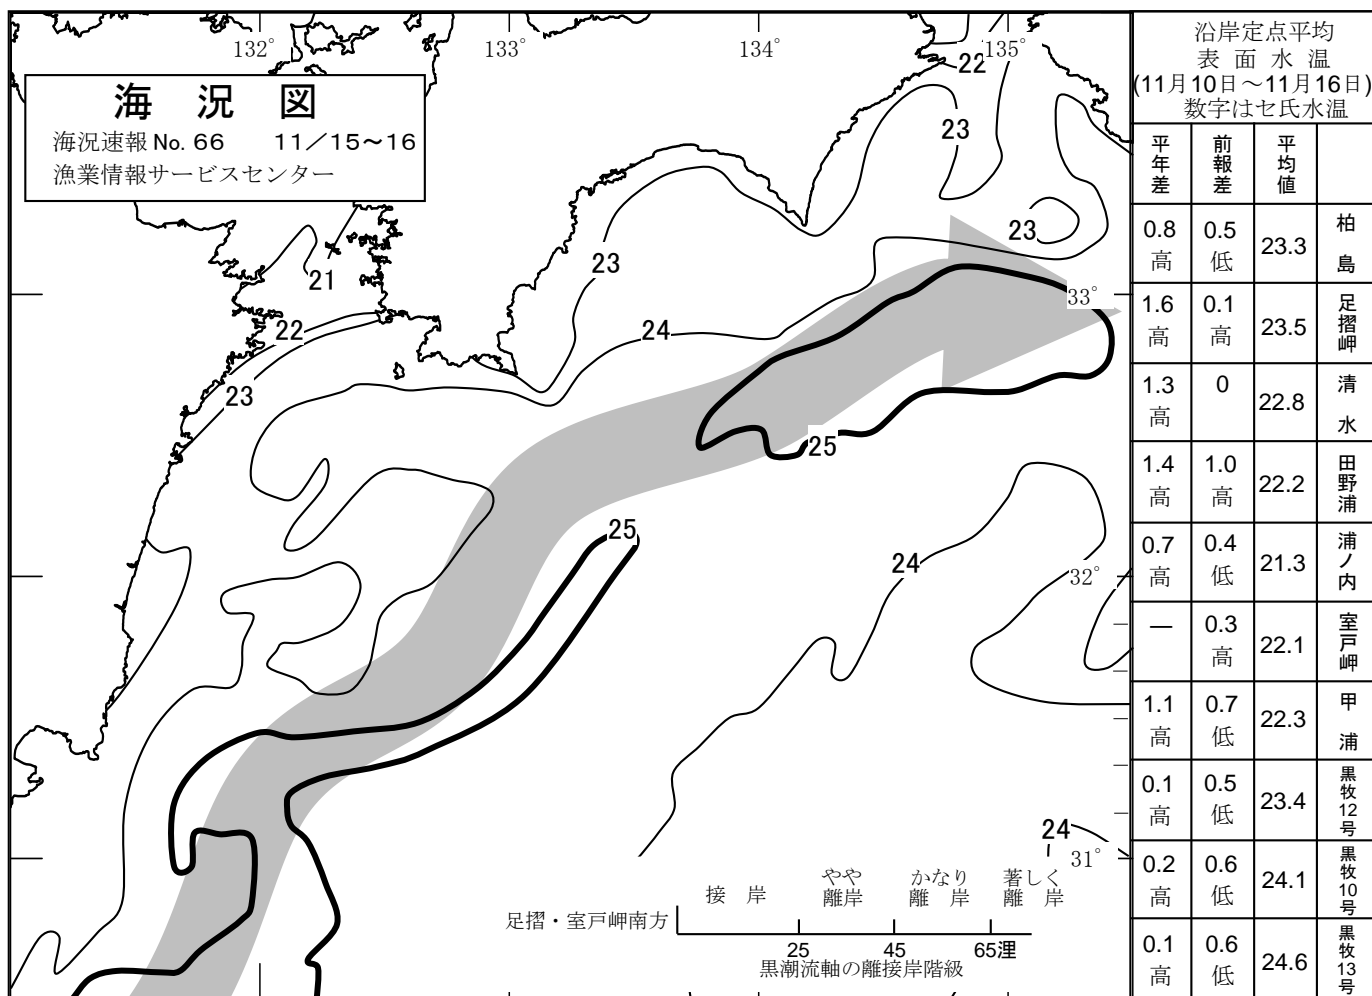 海 況 図
海況速報 No. 66 11／15～16
漁業情報サービスセンター
132°
133°
134°
135°
22
23
23
21
23
33°
22
24
23
25
25
24
32°
24
31°
接 岸
やや
離岸
かなり
離 岸
著しく
離 岸
足摺・室戸岬南方
25
45
65浬
黒潮流軸の離接岸階級
沿岸定点平均
表 面 水 温
(11月10日～11月16日)
数字はセ氏水温
平年差 前報差 平均値
0.8高 0.5低 23.3 柏島
1.6高 0.1高 23.5 足摺岬
1.3高 0 22.8 清水
1.4高 1.0高 22.2 田野浦
0.7高 0.4低 21.3 浦ノ内
― 0.3高 22.1 室戸岬
1.1高 0.7低 22.3 甲浦
0.1高 0.5低 23.4 黒牧12号
0.2高 0.6低 24.1 黒牧10号
0.1高 0.6低 24.6 黒牧13号